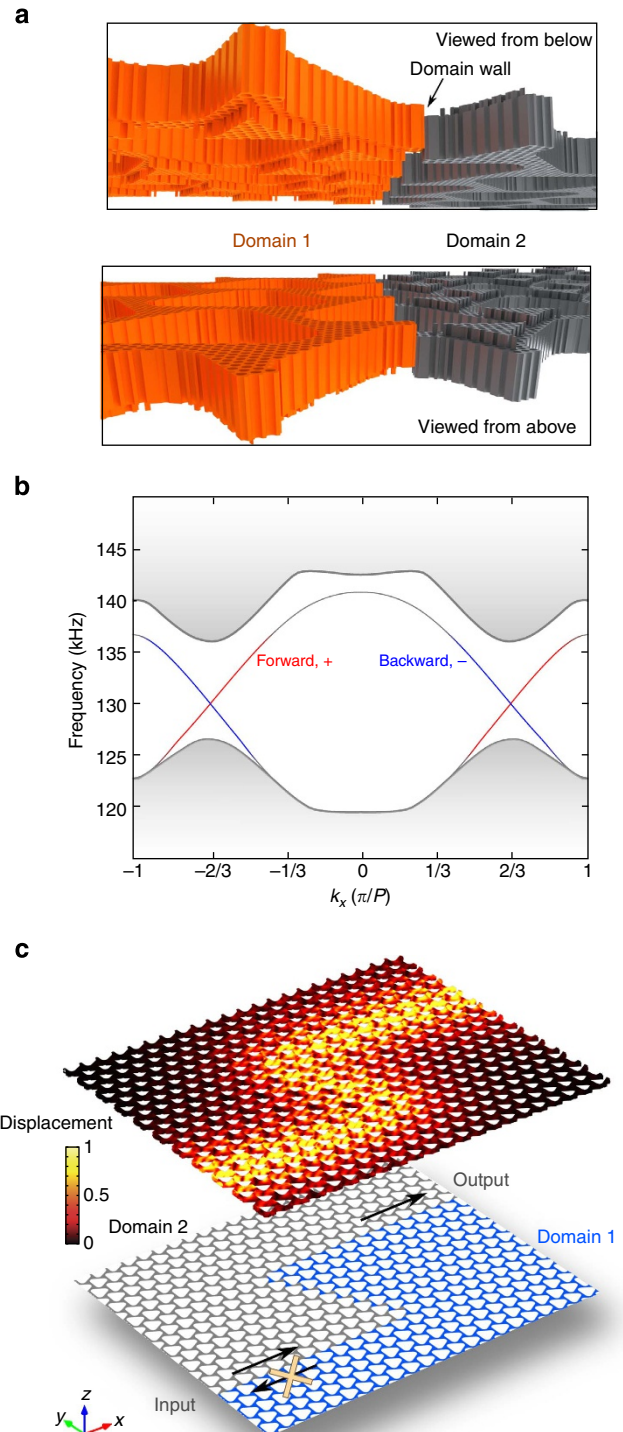 a
Viewed from below
Domain wall
Domain 1
Domain 2
Viewed from above
b
145
140
135
130
125
120
Frequency (kHz)
Forward, +
Backward, –
–1
–2/3
–1/3
0
1/3
2/3
1
kx (π/P)
c
Displacement
1
0.5
0
Output
Domain 2
Domain 1
Input
z
y
x